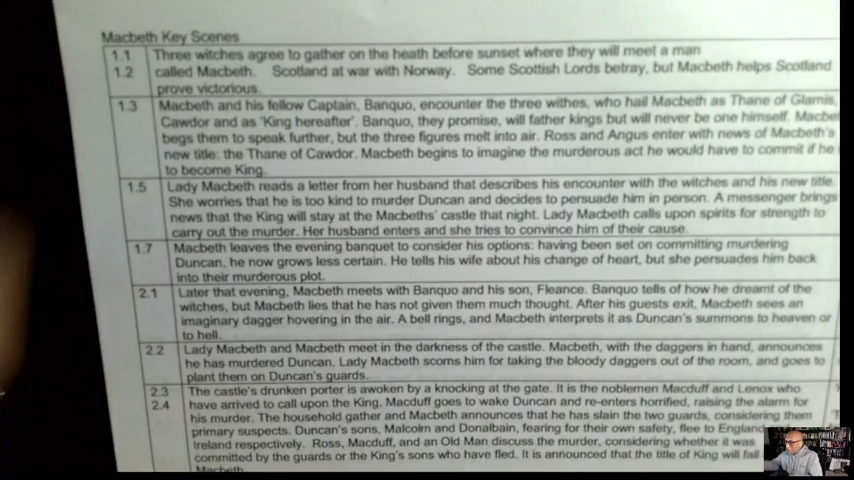 Macbeth Key Scenes
1.1 Three witches agree to gather on the heath before sunset where they will meet a man
1.2 called Macbeth. Scotland at war with Norway. Some Scottish Lords betray, but Macbeth helps Scotland
prove victorious.
1.3 Macbeth and his fellow Captain, Banquo, encounter the three withes, who hail Macbeth as Thane of Glamis,
Cawdor and as 'King hereafter'. Banquo, they promise, will father kings but will never be one himself. Macbe
begs them to speak further, but the three figures melt into air. Ross and Angus enter with news of Macbeth's
new title: the Thane of Cawdor. Macbeth begins to imagine the murderous act he would have to commit if he
to become King.
1.5 Lady Macbeth reads a letter from her husband that describes his encounter with the witches and his new title.
She worries that he is too kind to murder Duncan and decides to persuade him in person. A messenger brings
news that the King will stay at the Macbeths' castle that night. Lady Macbeth calls upon spirits for strength to
carry out the murder. Her husband enters and she tries to convince him of their cause.
1.7 Macbeth leaves the evening banquet to consider his options: having been set on committing murdering
Duncan, he now grows less certain. He tells his wife about his change of heart, but she persuades him back
into their murderous plot.
2.1 Later that evening, Macbeth meets with Banquo and his son, Fleance. Banquo tells of how he dreamt of the
witches, but Macbeth lies that he has not given them much thought. After his guests exit, Macbeth sees an
imaginary dagger hovering in the air. A bell rings, and Macbeth interprets it as Duncan's summons to heaven or
to hell.
2.2 Lady Macbeth and Macbeth meet in the darkness of the castle. Macbeth, with the daggers in hand, announces
he has murdered Duncan. Lady Macbeth scorns him for taking the bloody daggers out of the room, and goes to
plant them on Duncan's guards.
2.3 The castle's drunken porter is awoken by a knocking at the gate. It is the noblemen Macduff and Lenox who
2.4 have arrived to call upon the King. Macduff goes to wake Duncan and re-enters horrified, raising the alarm for
his murder. The household gather and Macbeth announces that he has slain the two guards, considering them
primary suspects. Duncan's sons, Malcolm and Donalbain, fearing for their own safety, flee to England
Ireland respectively. Ross, Macduff, and an Old Man discuss the murder, considering whether it was
committed by the guards or the King's sons who have fled. It is announced that the title of King will fall
Macbeth